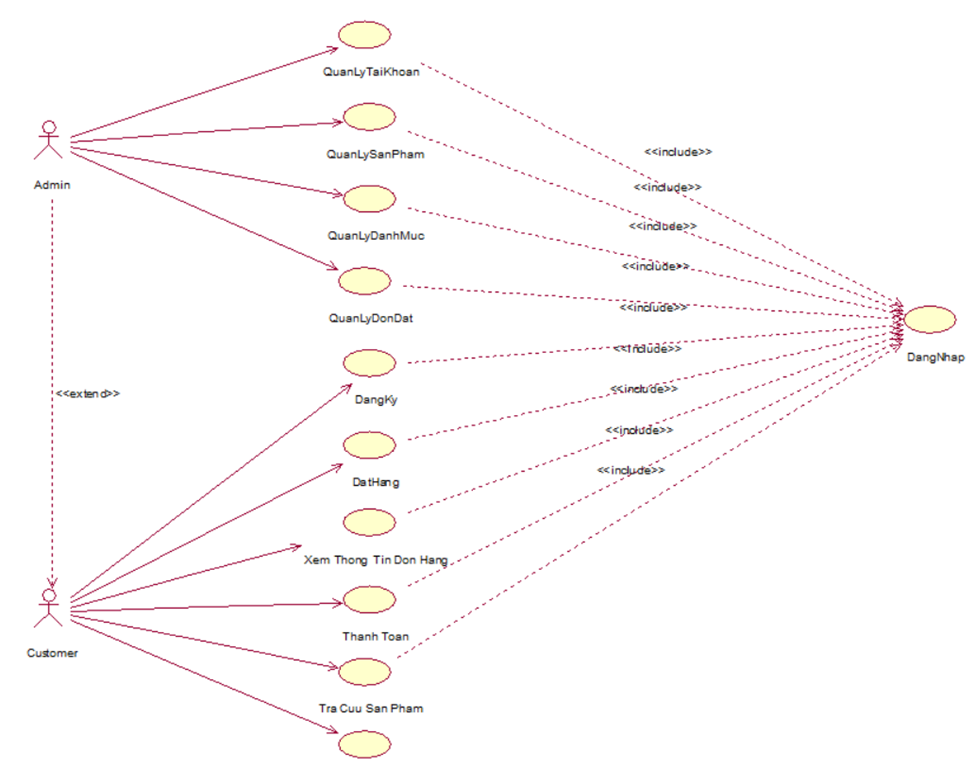 QuanLyTaiKhoan
<<include>>
QuanLySanPham
Admin
<<include>>
<<include>>
QuanLyDanhMuc
<<include>>
<<include>>
QuanLyDonDat
<<include>>
DangNhap
<<extend>>
DangKy
<<include>>
<<include>>
DatHang
<<include>>
Xem Thong Tin Don Hang
Thanh Toan
Customer
Tra Cuu San Pham